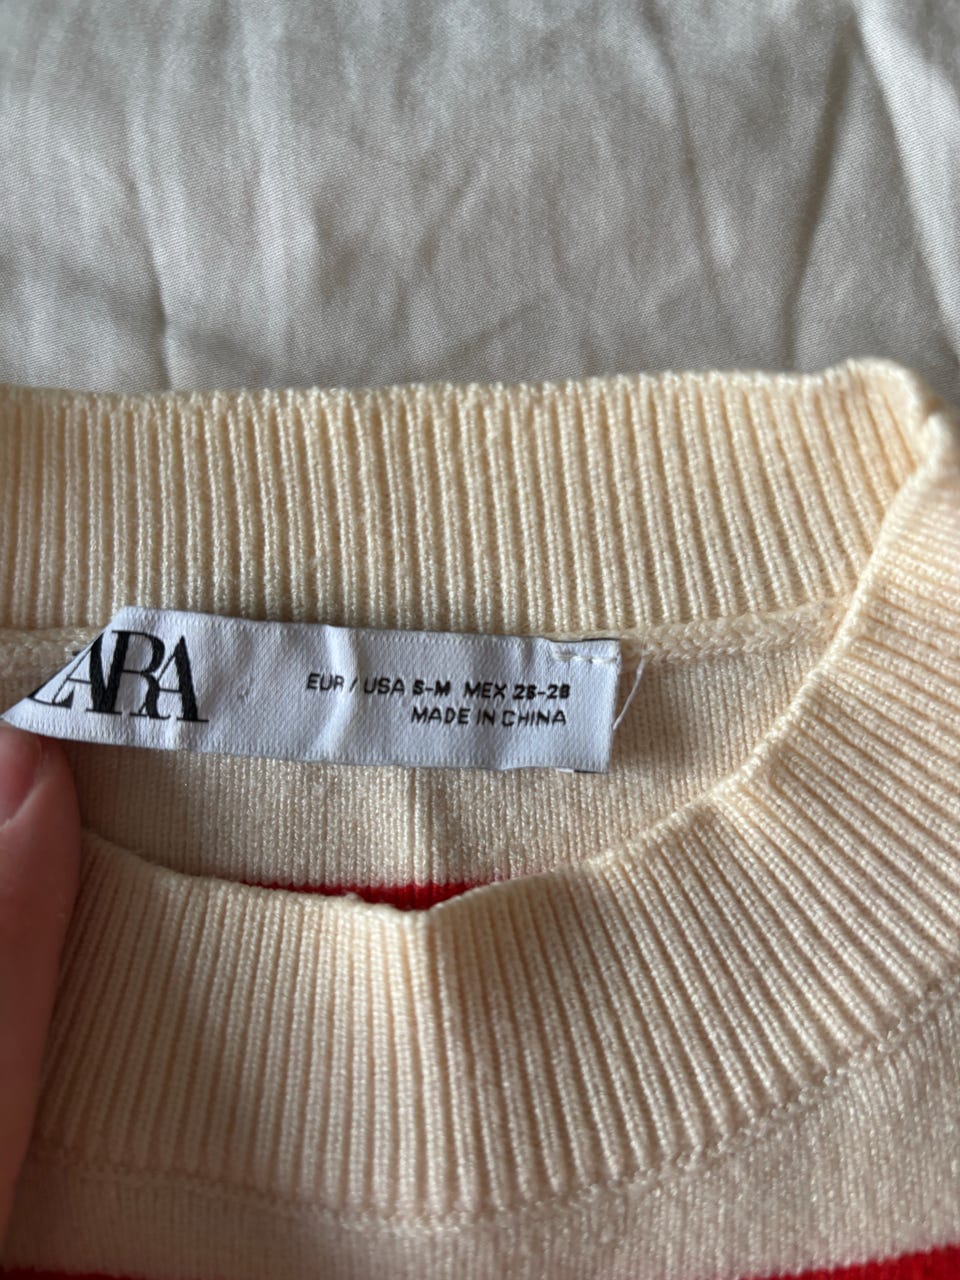 ZARA
EUR / USA S-M MEX 26-28
MADE IN CHINA